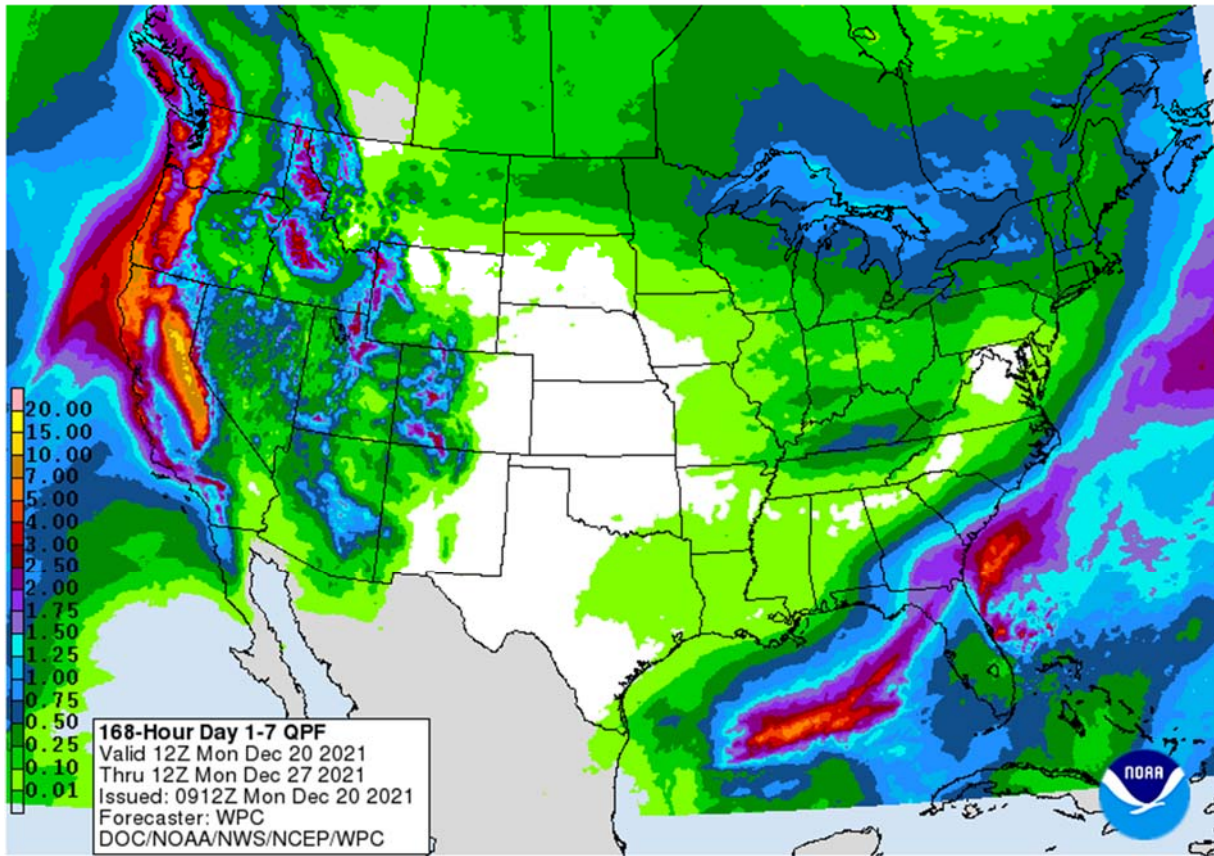 20.00
15.00
10.00
7.00
5.00
4.00
3.00
2.50
2.00
1.75
1.50
1.25
1.00
0.75
0.50
0.25
0.10
0.01
168-Hour Day 1-7 QPF
Valid 12Z Mon Dec 20 2021
Thru 12Z Mon Dec 27 2021
Issued: 0912Z Mon Dec 20 2021
Forecaster: WPC
DOC/NOAA/NWS/NCEP/WPC
NOAA